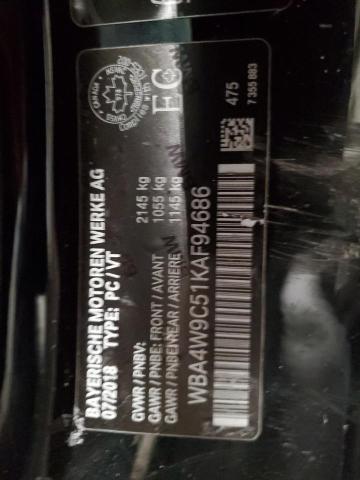 BAYERISCHE MOTOREN WERKE AG
07/2018 TYPE: PC/VT
GVWR / PNBV: 2145 kg
GAWR / PNBE: FRONT / AVANT 1055 kg
GAWR / PNBE:REAR / ARRIERE 1145 kg
WBA4W9C51KAF94686
EC
475
7 355 883